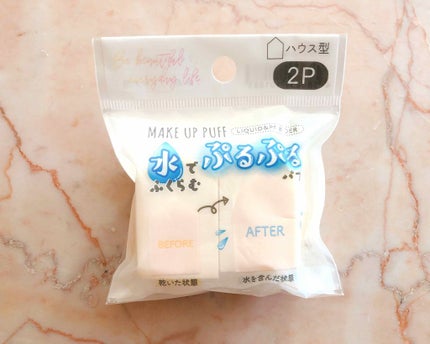 Be beautiful
everyday life
ハウス型
2P
MAKE UP PUFF
水でぷるぷる
ふくらむ
BEFORE
AFTER
乾いた状態
水を含んだ状態